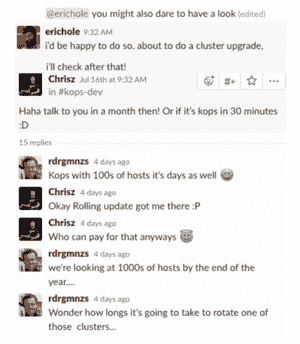 @erichole you might also dare to have a look (edited)
erichole 9:32 AM
i'd be happy to do so. about to do a cluster upgrade,
i'll check after that!
Chrisz Jul 16th at 9:32 AM
in #kops-dev
Haha talk to you in a month then! Or if it's kops in 30 minutes
:D
15 replies
rdrgmnzs 4 days ago
Kops with 100s of hosts it's days as well
Chrisz 4 days ago
Okay Rolling update got me there :P
Chrisz 4 days ago
Who can pay for that anyways
rdrgmnzs 4 days ago
we're looking at 1000s of hosts by the end of the
year....
rdrgmnzs 4 days ago
Wonder how longs it's going to take to rotate one of
those clusters...